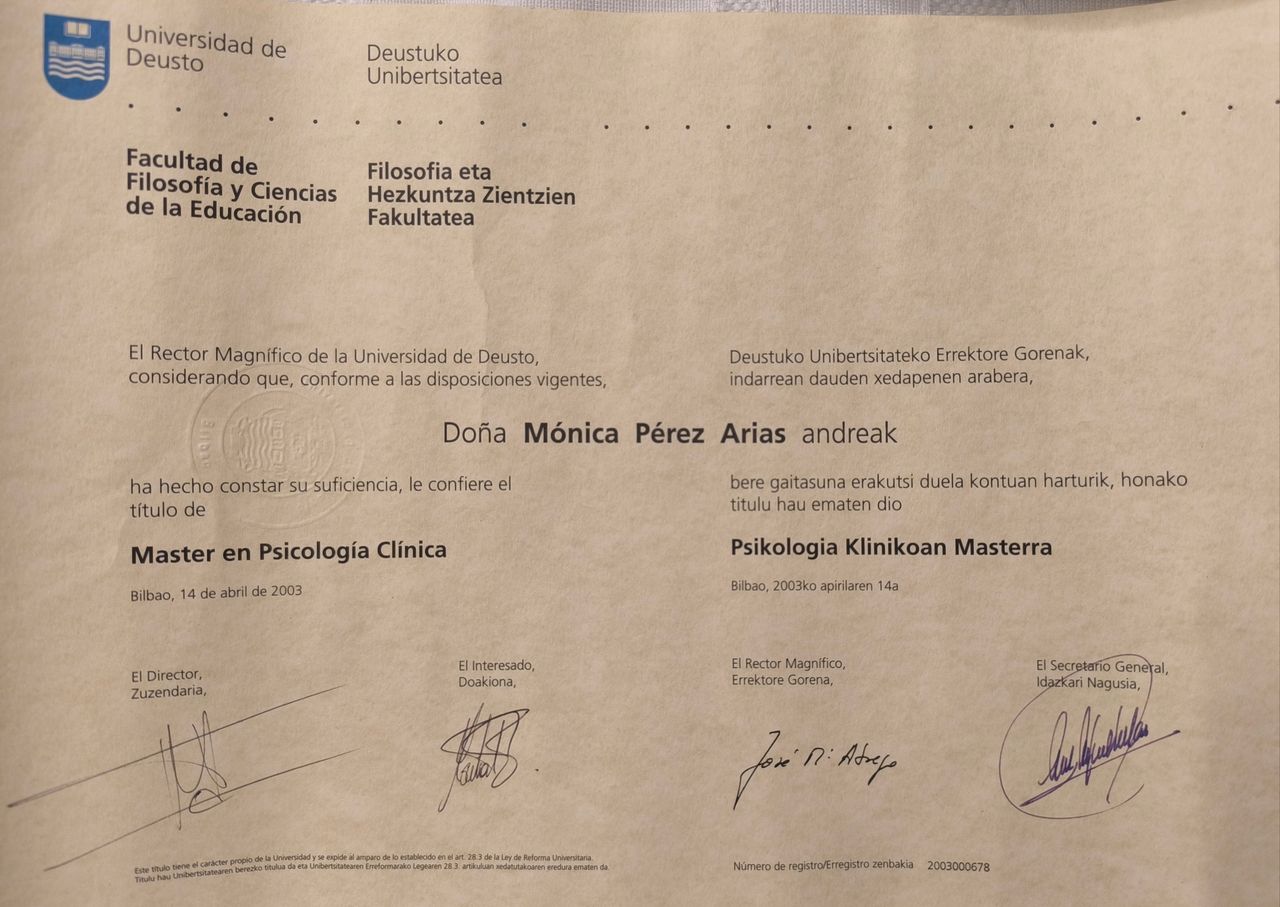 Universidad de
Deusto
Deustuko
Unibertsitatea
Facultad de
Filosofía y Ciencias
de la Educación
Filosofia eta
Hezkuntza Zientzien
Fakultatea
El Rector Magnífico de la Universidad de Deusto,
considerando que, conforme a las disposiciones vigentes,
Deustuko Unibertsitateko Errektore Gorenak,
indarrean dauden xedapenen arabera,
Doña Mónica Pérez Arias andreak
ha hecho constar su suficiencia, le confiere el
título de
bere gaitasuna erakutsi duela kontuan harturik, honako
titulu hau ematen dio
Master en Psicología Clínica
Psikologia Klinikoan Masterra
Bilbao, 14 de abril de 2003
Bilbao, 2003ko apirilaren 14a
El Director,
Zuzendaria,
El Interesado,
Doakiona,
El Rector Magnífico,
Errektore Gorena,
El Secretario General,
Idazkari Nagusia,
José M:
Este título tiene el carácter propio de la Universidad y se expide al amparo de lo establecido en el art. 28.3 de la Ley de Reforma Universitaria.
Titulu hau Unibertsitatearen berezko titulua da eta Unibertsitatearen Erreformarako Legearen 28.3. artikuluan xedatutakoaren eredura ematen da.
Número de registro/Erregistro zenbakia 2003000678